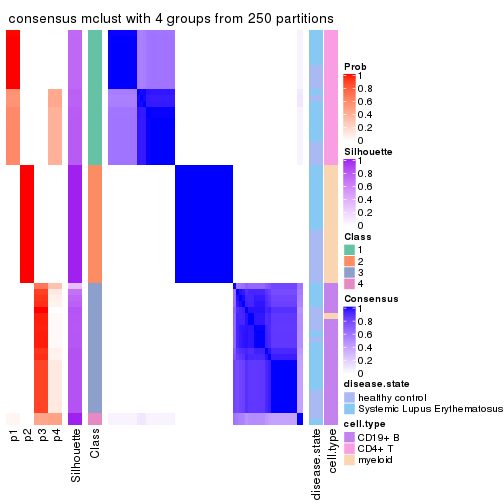 consensus mclust with 4 groups from 250 partitions
Prob
1
0.8
0.6
0.4
0.2
0
Silhouette
1
0.8
0.6
0.4
0.2
0
Class
1
2
3
4
Consensus
1
0.8
0.6
0.4
0.2
0
disease.state
healthy control
Systemic Lupus Erythematosus
cell.type
CD19+ B
CD4+ T
myeloid
p1
p2
p3
p4
Silhouette
Class
disease.state
cell.type